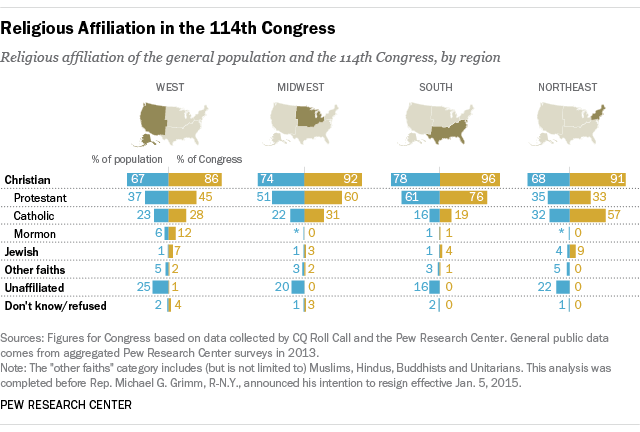 Religious Affiliation in the 114th Congress
Religious affiliation of the general population and the 114th Congress, by region
WEST MIDWEST SOUTH NORTHEAST
% of population % of Congress
Christian 67 86 74 92 78 96 68 91
Protestant 37 45 51 60 61 76 35 33
Catholic 23 28 22 31 16 19 32 57
Mormon 6 12 * 0 1 1 * 0
Jewish 1 7 1 3 1 4 4 9
Other faiths 5 2 3 2 3 1 5 0
Unaffiliated 25 1 20 0 16 0 22 0
Don't know/refused 2 4 1 3 2 0 1 0
Sources: Figures for Congress based on data collected by CQ Roll Call and the Pew Research Center. General public data
comes from aggregated Pew Research Center surveys in 2013.
Note: The "other faiths" category includes (but is not limited to) Muslims, Hindus, Buddhists and Unitarians. This analysis was
completed before Rep. Michael G. Grimm, R-N.Y., announced his intention to resign effective Jan. 5, 2015.
PEW RESEARCH CENTER